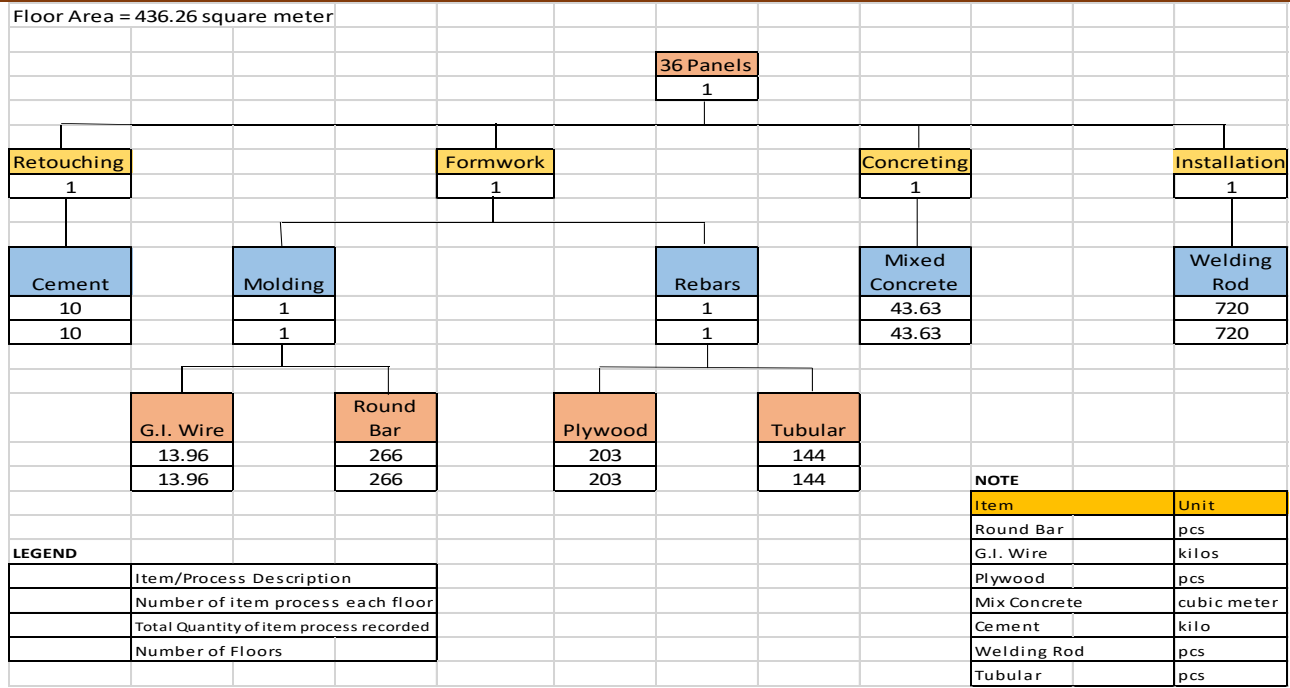 Floor Area = 436.26 square meter
36 Panels
1
Retouching
1
Formwork
1
Concreting
1
Installation
1
Cement
10
10
Molding
1
1
Rebars
1
1
Mixed
Concrete
43.63
43.63
Welding
Rod
720
720
G.I. Wire
13.96
13.96
Round
Bar
266
266
Plywood
203
203
Tubular
144
144
LEGEND
Item/Process Description
Number of item process each floor
Total Quantity of item process recorded
Number of Floors
NOTE
Item Unit
Round Bar pcs
G.I. Wire kilos
Plywood pcs
Mix Concrete cubic meter
Cement kilo
Welding Rod pcs
Tubular pcs